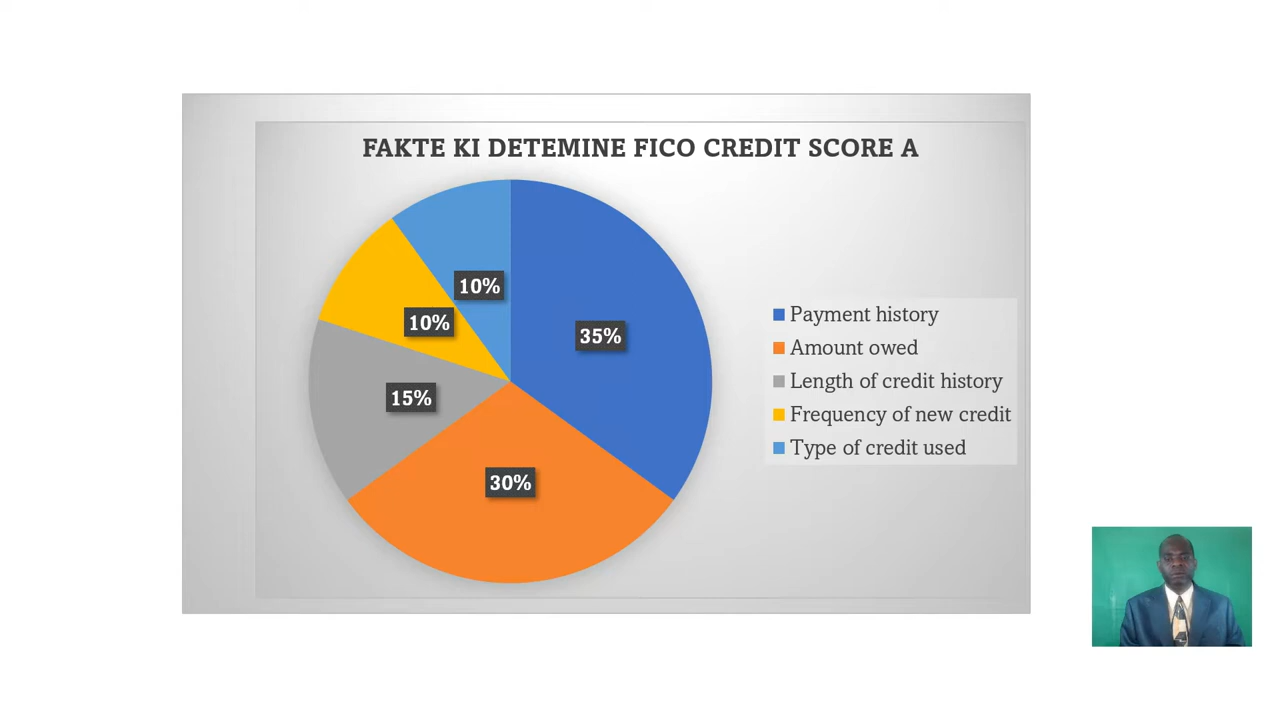 FAKTE KI DETEMINE FICO CREDIT SCORE A
10%
10%
35%
15%
30%
Payment history
Amount owed
Length of credit history
Frequency of new credit
Type of credit used